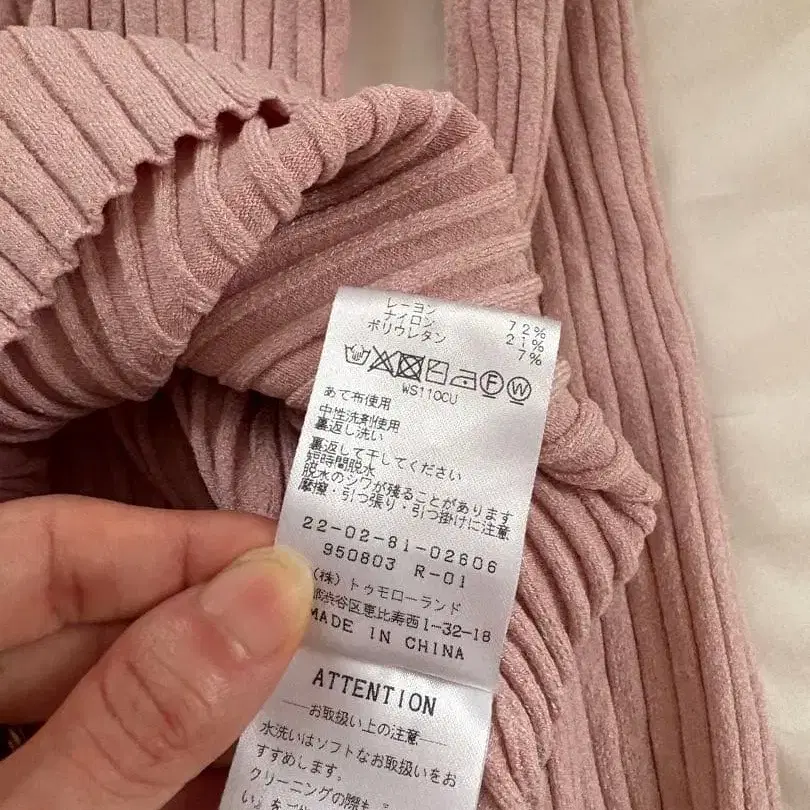 レーヨン 72%
ナイロン 21%
ポリウレタン 7%
F W
WS110CU
あて布使用
中性洗剤使用
裏返し洗い
裏返して干してください
短時間脱水
脱水のシワが残ることがあります
摩擦・引っ張り・引っ掛けに注意
22-02-81-02606
950803 R-01
(株)トゥモローランド
都渋谷区恵比寿西1-32-18
MADE IN CHINA
ATTENTION
お取扱い上の注意
水洗いはソフトなお取扱いをお
すすめします。
クリーニングの際も